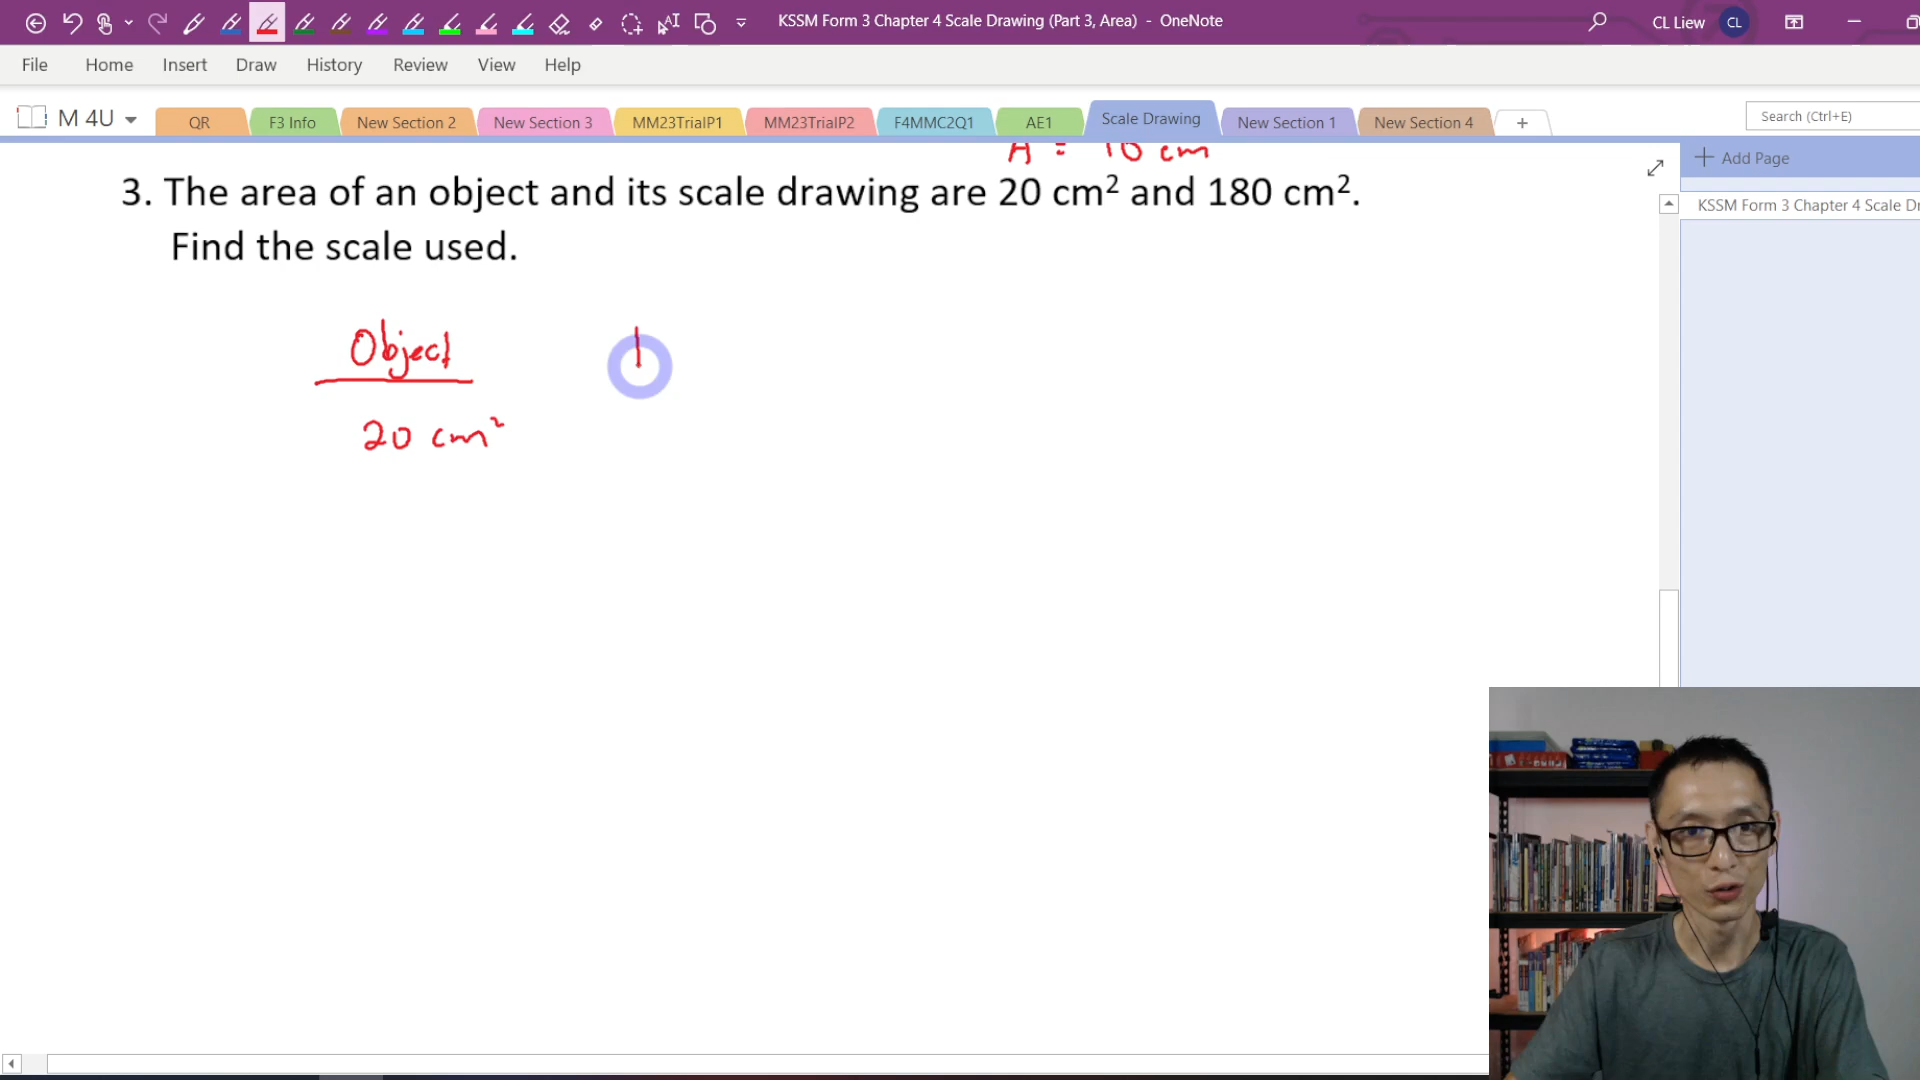 KSSM Form 3 Chapter 4 Scale Drawing (Part 3, Area) - OneNote
CL Liew CL
File Home Insert Draw History Review View Help
M 4U QR F3 Info New Section 2 New Section 3 MM23TrialP1 MM23TrialP2 F4MMC2Q1 AE1 Scale Drawing New Section 1 New Section 4 +
Search (Ctrl+E)
Add Page
KSSM Form 3 Chapter 4 Scale Dr
3. The area of an object and its scale drawing are 20 cm² and 180 cm².
Find the scale used.
Object
20 cm²